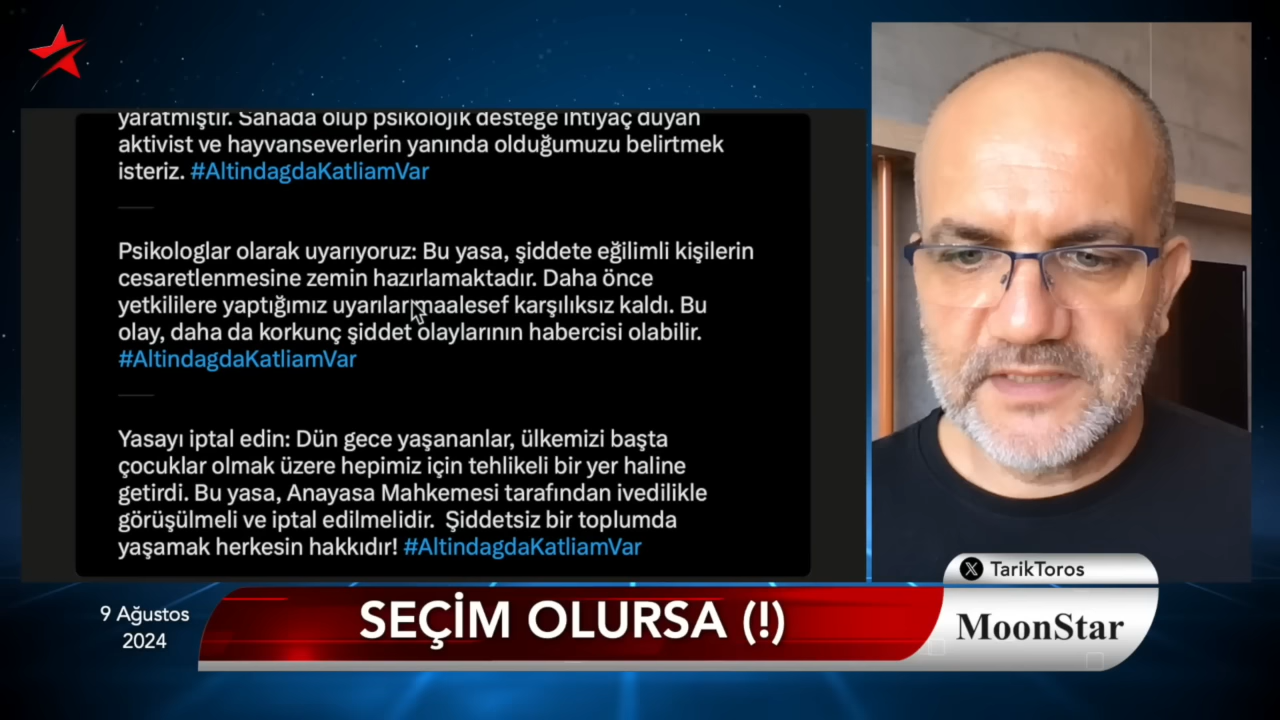 yaratmıştır. Sahada olup psikolojik desteğe ihtiyaç duyan
aktivist ve hayvanseverlerin yanında olduğumuzu belirtmek
isteriz. #AltindagdaKatliamVar
Psikologlar olarak uyarıyoruz: Bu yasa, şiddete eğilimli kişilerin
cesaretlenmesine zemin hazırlamaktadır. Daha önce
yetkililere yaptığımız uyarılar maalesef karşılıksız kaldı. Bu
olay, daha da korkunç şiddet olaylarının habercisi olabilir.
#AltindagdaKatliamVar
Yasayı iptal edin: Dün gece yaşananlar, ülkemizi başta
çocuklar olmak üzere hepimiz için tehlikeli bir yer haline
getirdi. Bu yasa, Anayasa Mahkemesi tarafından ivedilikle
görüşülmeli ve iptal edilmelidir. Şiddetsiz bir toplumda
yaşamak herkesin hakkıdır! #AltindagdaKatliamVar
X TarikToros
9 Ağustos
2024
SEÇİM OLURSA (!)
MoonStar